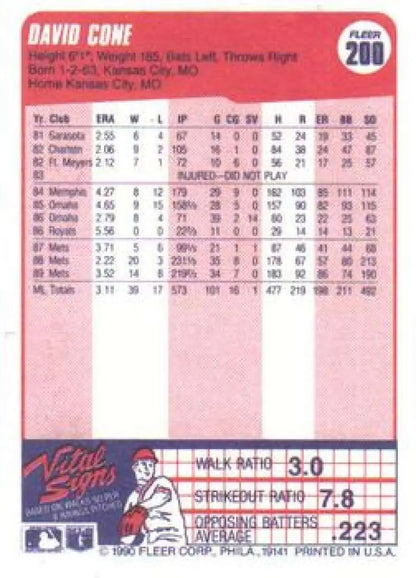 DAVID CONE
FLEER
200
Height 6'1"; Weight 185, Bats Left, Throws Right
Born 1-2-63, Kansas City, MO
Home Kansas City, MO
Yr. Club ERA W - L IP G CG SV H R ER BB SO
81 Sarasota 2.55 6 4 67 14 0 0 52 24 19 33 45
82 Charlstn 2.06 9 2 105 16 1 0 84 38 24 47 87
82 Ft. Meyers 2.12 7 1 72 10 6 0 56 21 17 25 57
83 INJURED—DID NOT PLAY
84 Memphis 4.27 8 12 179 29 9 0 162 103 85 111 114
85 Omaha 4.65 9 15 158⅔ 28 5 0 157 90 82 93 115
86 Omaha 2.79 8 4 71 39 2 14 60 23 22 25 63
86 Royals 5.56 0 0 22⅔ 11 0 0 29 14 14 13 21
87 Mets 3.71 5 6 99⅓ 21 1 1 87 46 41 44 68
88 Mets 2.22 20 3 231⅓ 35 8 0 178 67 57 80 213
89 Mets 3.52 14 8 219⅔ 34 7 0 183 92 86 74 190
ML Totals 3.11 39 17 573 101 16 1 477 219 198 211 492
Vital Signs
BASED ON WALKS/SO PER
9 INNINGS PITCHED
WALK RATIO 3.0
STRIKEOUT RATIO 7.8
OPPOSING BATTERS
AVERAGE .223
© 1990 FLEER CORP., PHILA., 19141 PRINTED IN U.S.A.